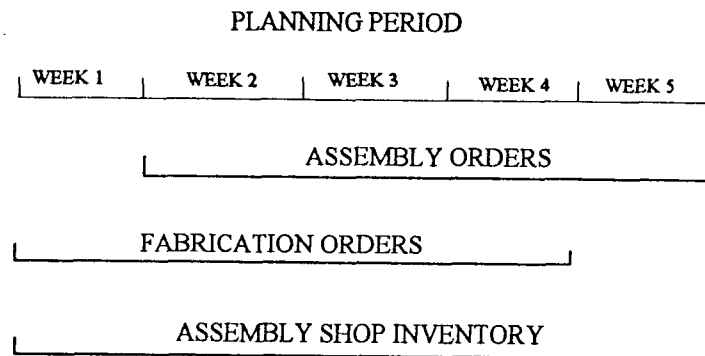 PLANNING PERIOD
WEEK 1 WEEK 2 WEEK 3 WEEK 4 WEEK 5
ASSEMBLY ORDERS
FABRICATION ORDERS
ASSEMBLY SHOP INVENTORY